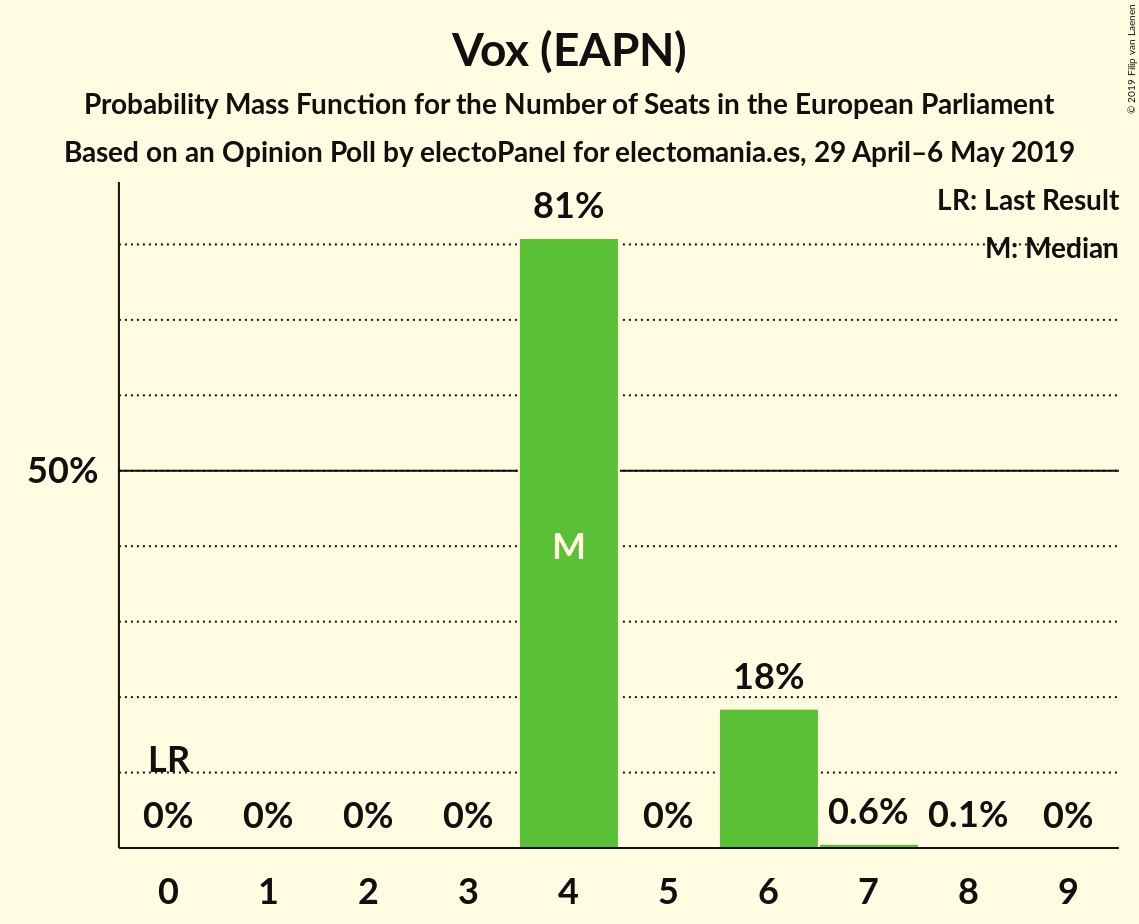 Vox (EAPN)
Probability Mass Function for the Number of Seats in the European Parliament
Based on an Opinion Poll by electoPanel for electomania.es, 29 April–6 May 2019
© 2019 Filip van Laenen
LR: Last Result
M: Median
81%
50%
M
18%
LR
0% 0% 0% 0% 0% 0.6% 0.1% 0%
0 1 2 3 4 5 6 7 8 9